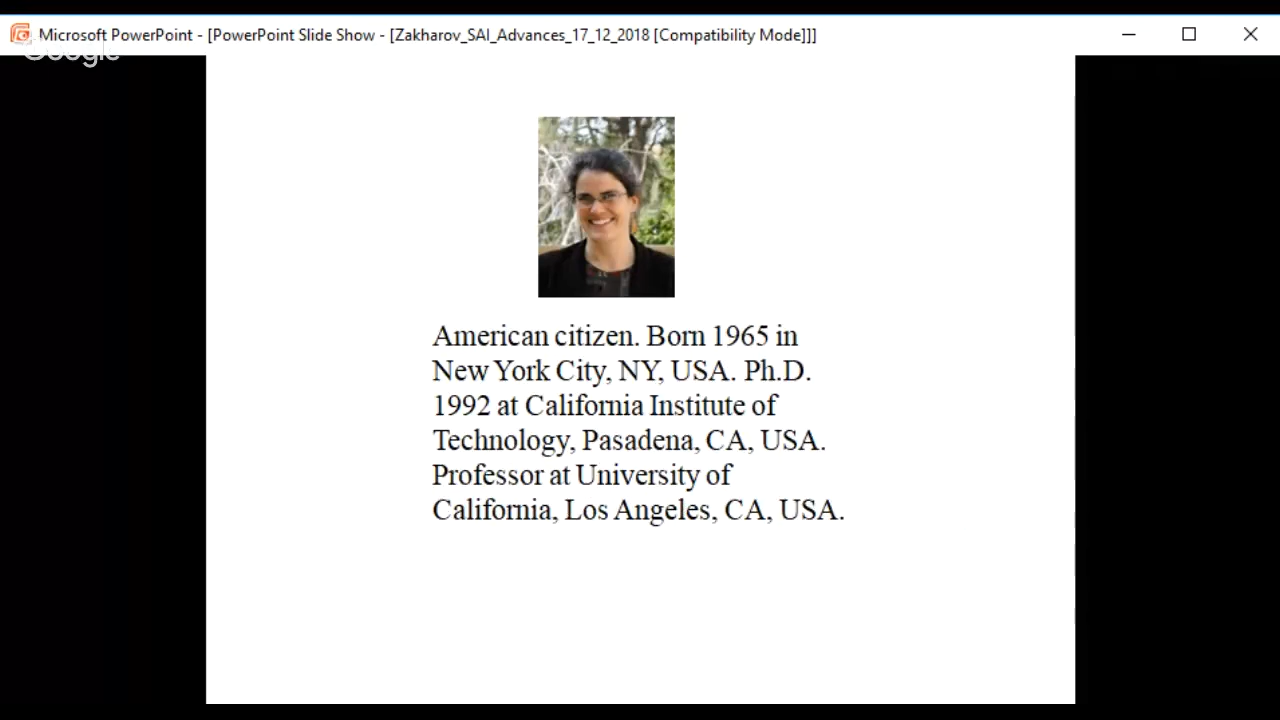 Microsoft PowerPoint - [PowerPoint Slide Show - [Zakharov_SAI_Advances_17_12_2018 [Compatibility Mode]]]
Google
American citizen. Born 1965 in
New York City, NY, USA. Ph.D.
1992 at California Institute of
Technology, Pasadena, CA, USA.
Professor at University of
California, Los Angeles, CA, USA.